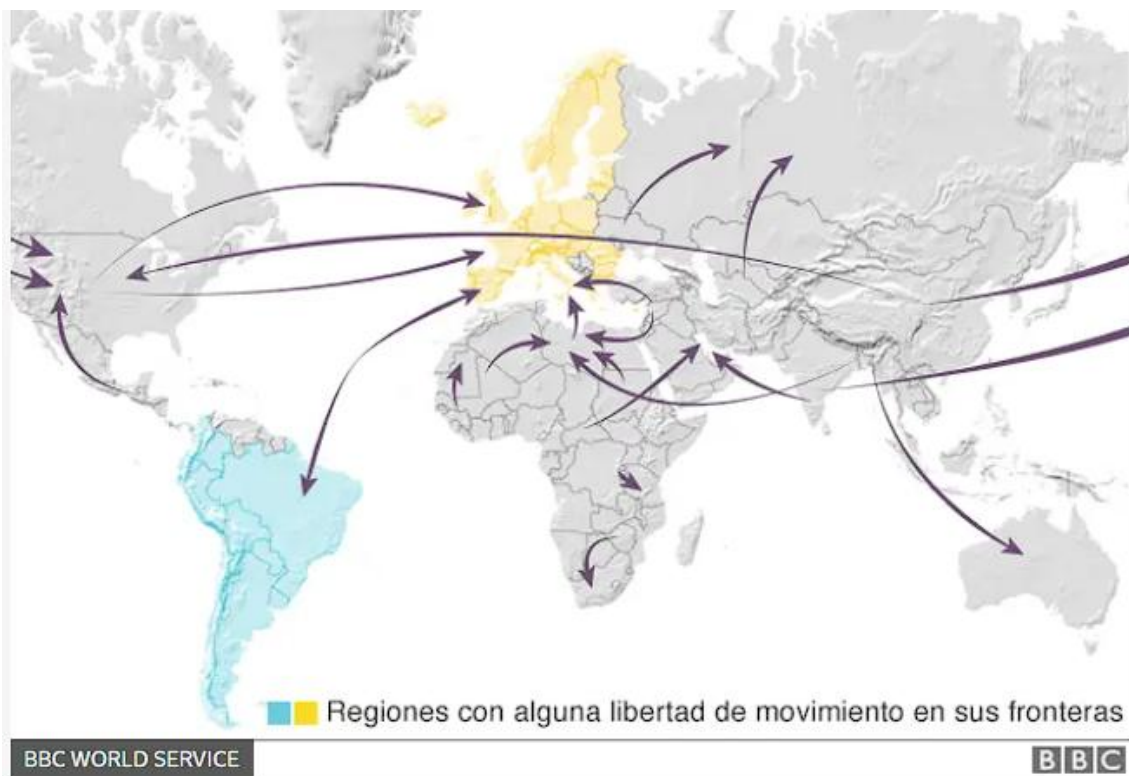 Regiones con alguna libertad de movimiento en sus fronteras
BBC WORLD SERVICE
BBC